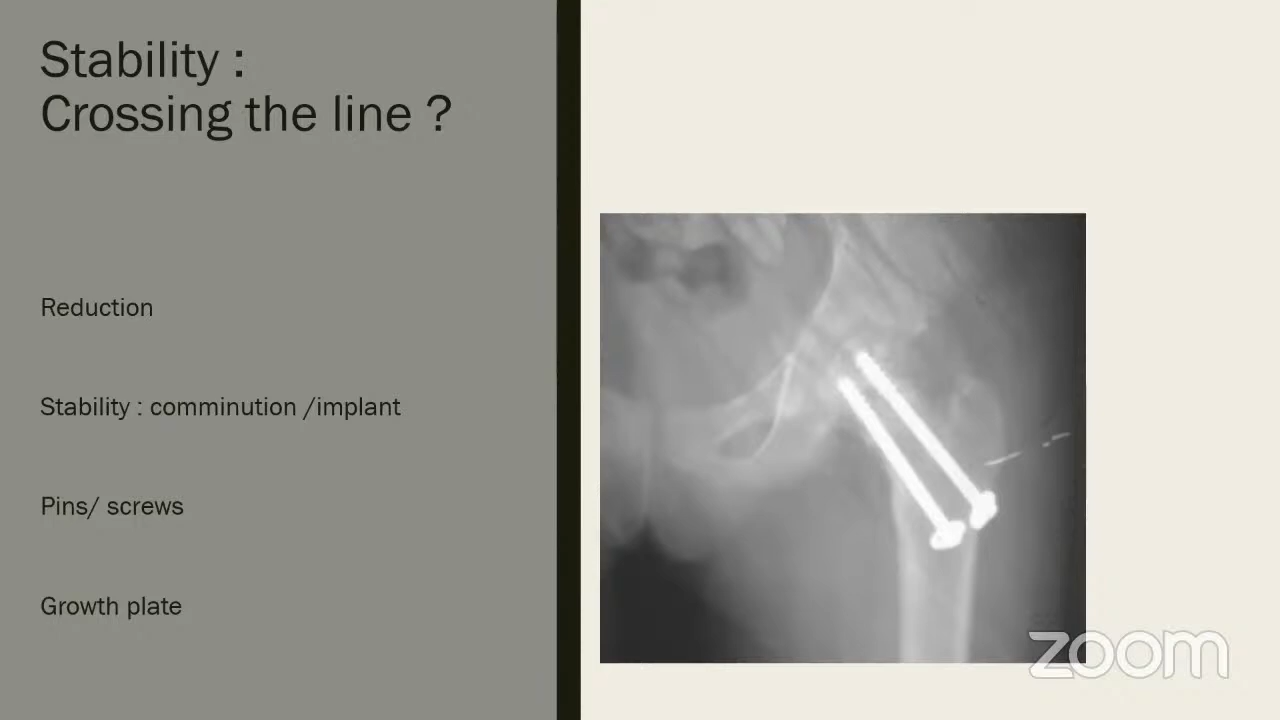 Stability :
Crossing the line ?
Reduction
Stability : comminution /implant
Pins/ screws
Growth plate
zoom